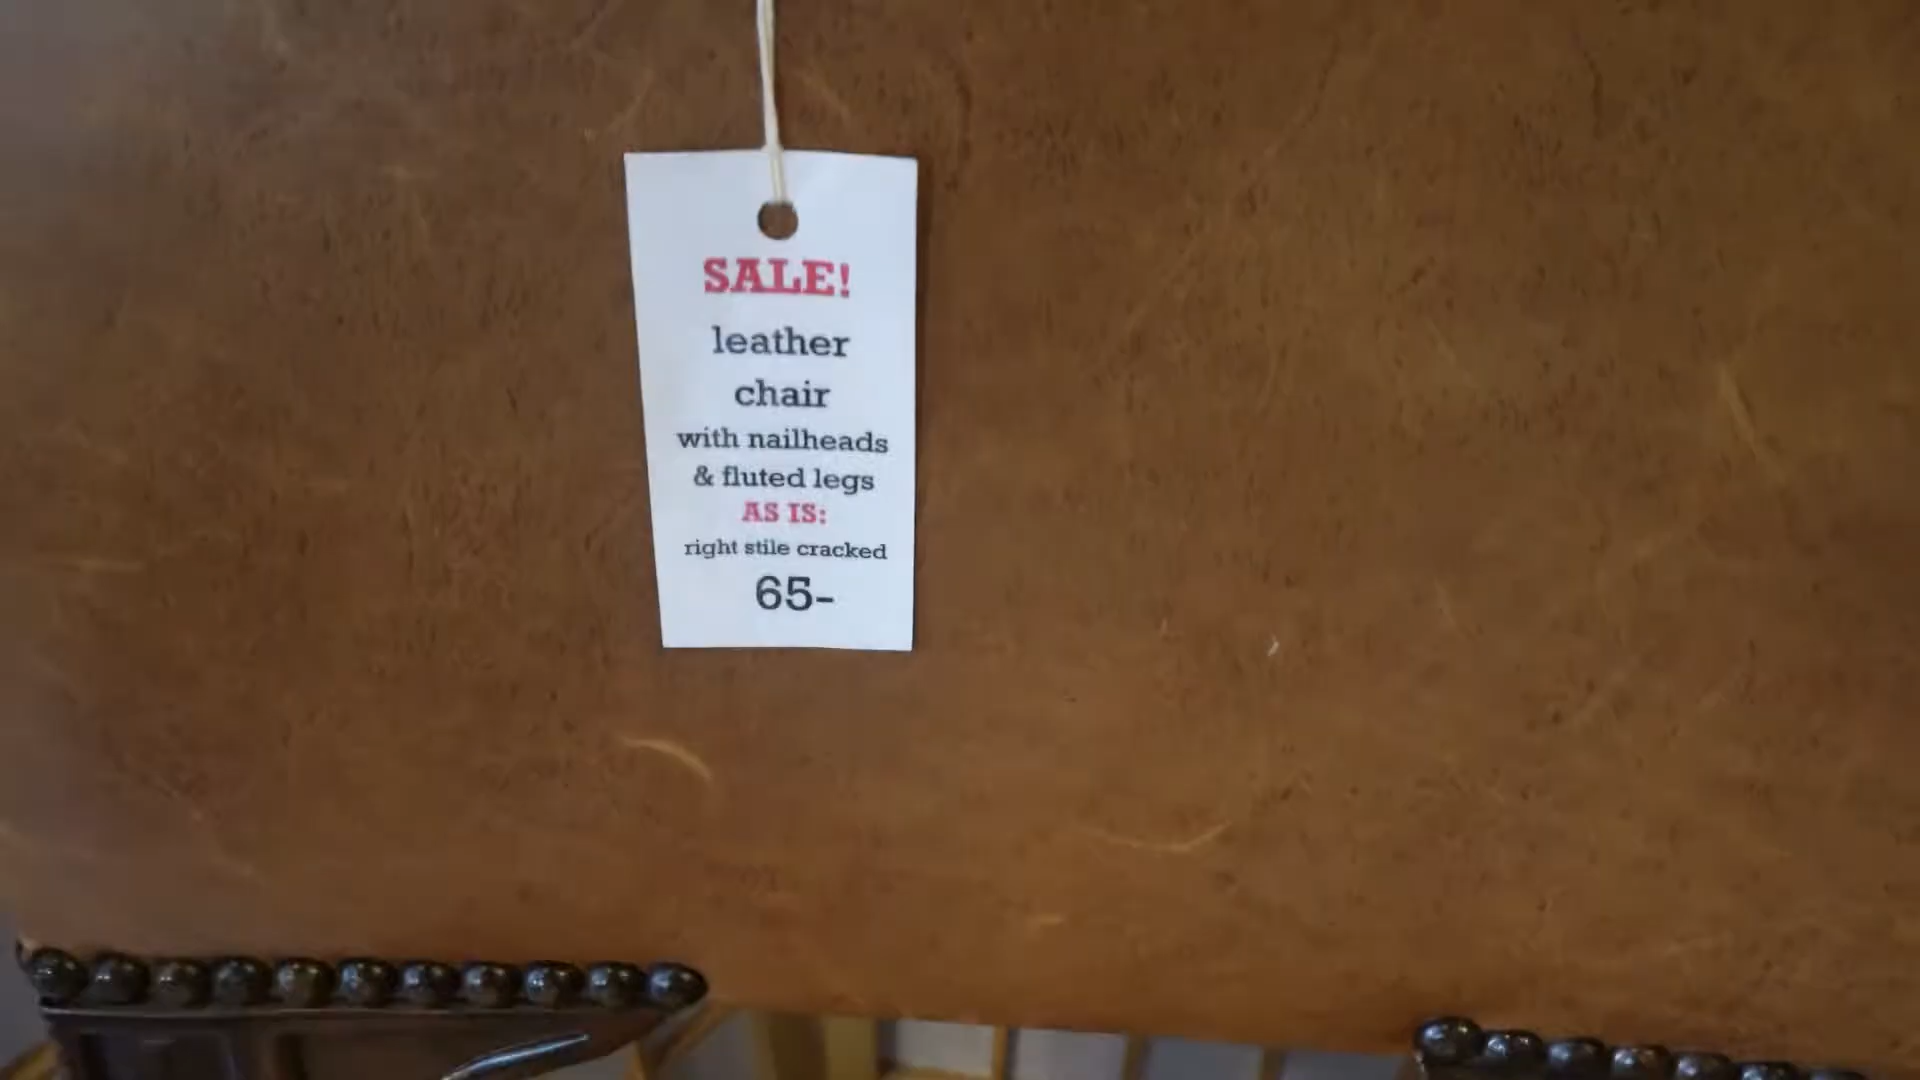 SALE!
leather
chair
with nailheads
& fluted legs
AS IS:
right stile cracked
65-